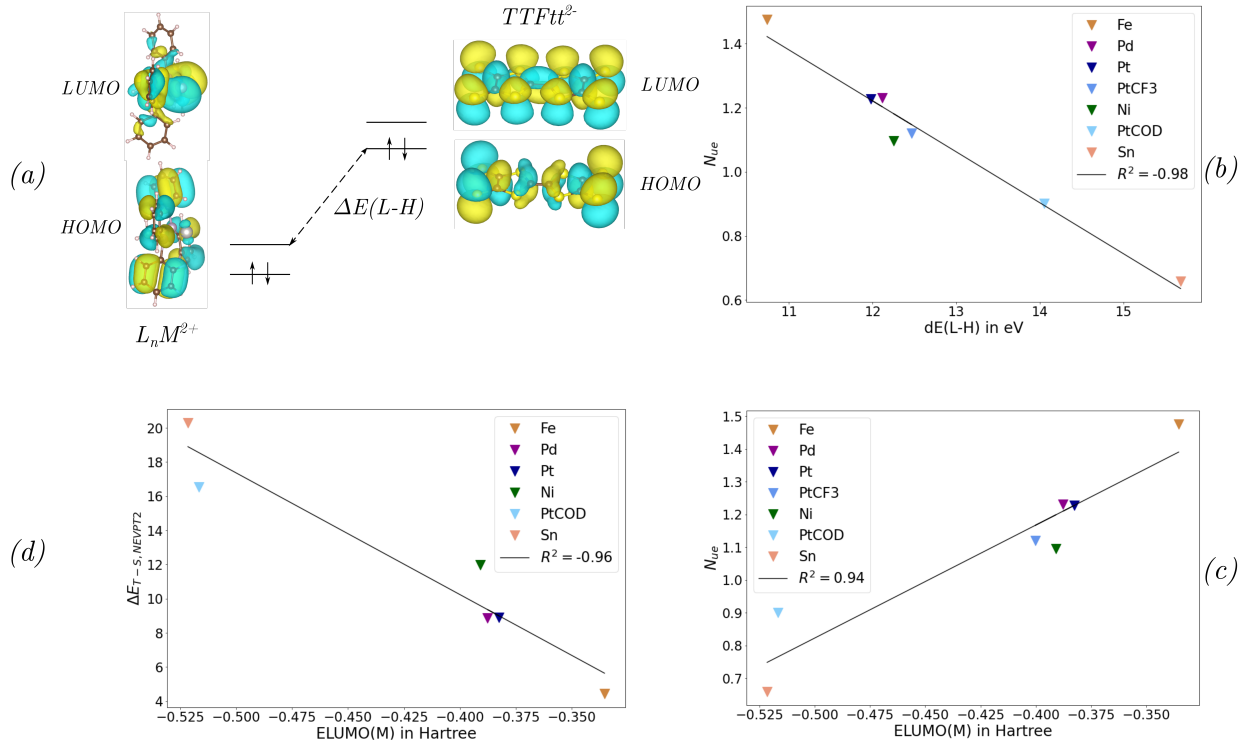 (a)
LUMO
HOMO
LₙM²⁺
TTFtt²⁻
LUMO
HOMO
ΔE(L-H)
(b)
1.4
1.2
1.0
0.8
0.6
Nᵤₑ
11
12
13
14
15
dE(L-H) in eV
Fe
Pd
Pt
PtCF3
Ni
PtCOD
Sn
R² = -0.98
(d)
20
18
16
14
12
10
8
6
4
ΔE_{T−S,NEVPT2}
−0.525
−0.500
−0.475
−0.450
−0.425
−0.400
−0.375
−0.350
ELUMO(M) in Hartree
Fe
Pd
Pt
Ni
PtCOD
Sn
R² = -0.96
(c)
1.5
1.4
1.3
1.2
1.1
1.0
0.9
0.8
0.7
Nᵤₑ
−0.525
−0.500
−0.475
−0.450
−0.425
−0.400
−0.375
−0.350
ELUMO(M) in Hartree
Fe
Pd
Pt
PtCF3
Ni
PtCOD
Sn
R² = 0.94